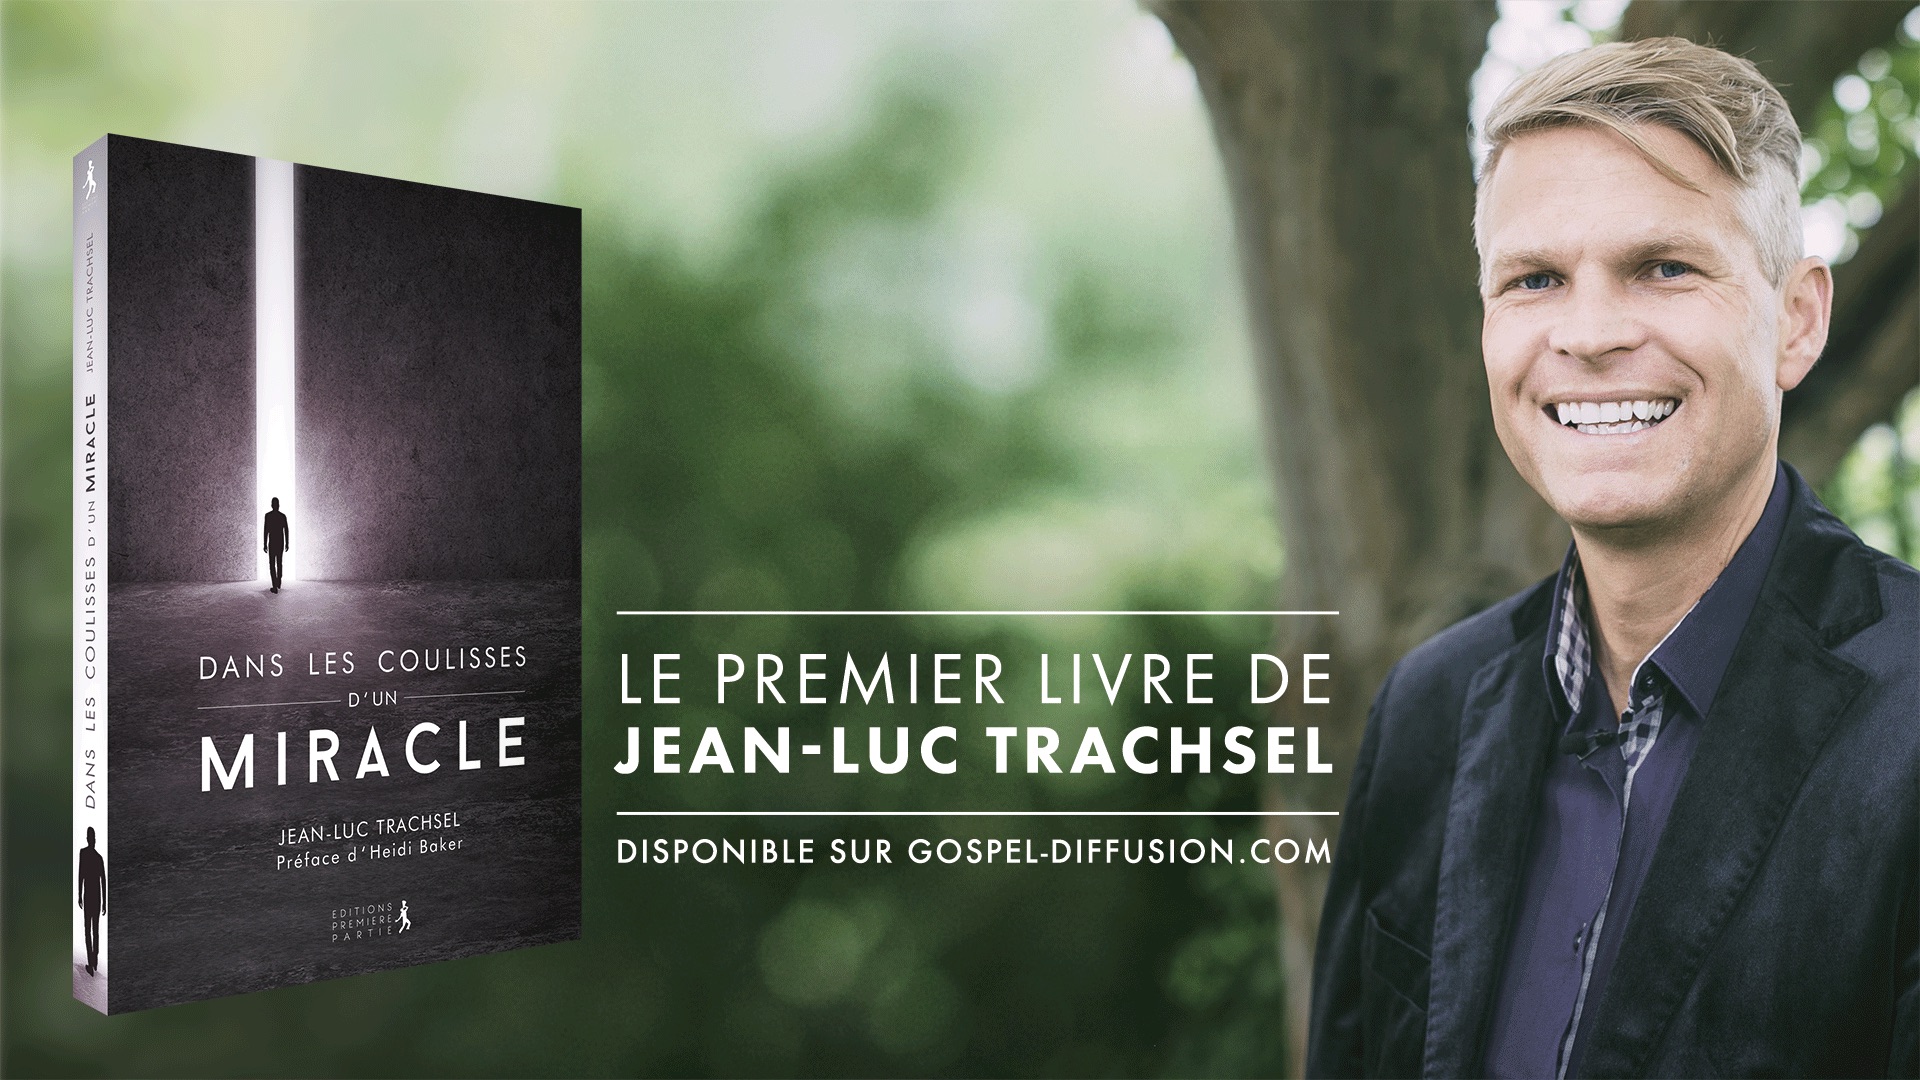 JEAN-LUC TRACHSEL
DANS LES COULISSES D'UN MIRACLE
DANS LES COULISSES
D'UN
MIRACLE
JEAN-LUC TRACHSEL
Préface d'Heidi Baker
EDITIONS
PREMIERE
PARTIE
LE PREMIER LIVRE DE
JEAN-LUC TRACHSEL
DISPONIBLE SUR GOSPEL-DIFFUSION.COM